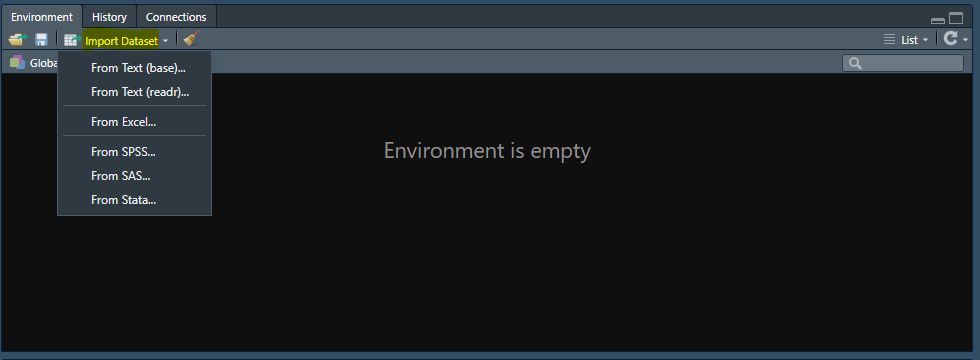 Environment History Connections
Import Dataset List
Globa
From Text (base)...
From Text (readr)...
From Excel...
From SPSS...
From SAS...
From Stata...
Environment is empty